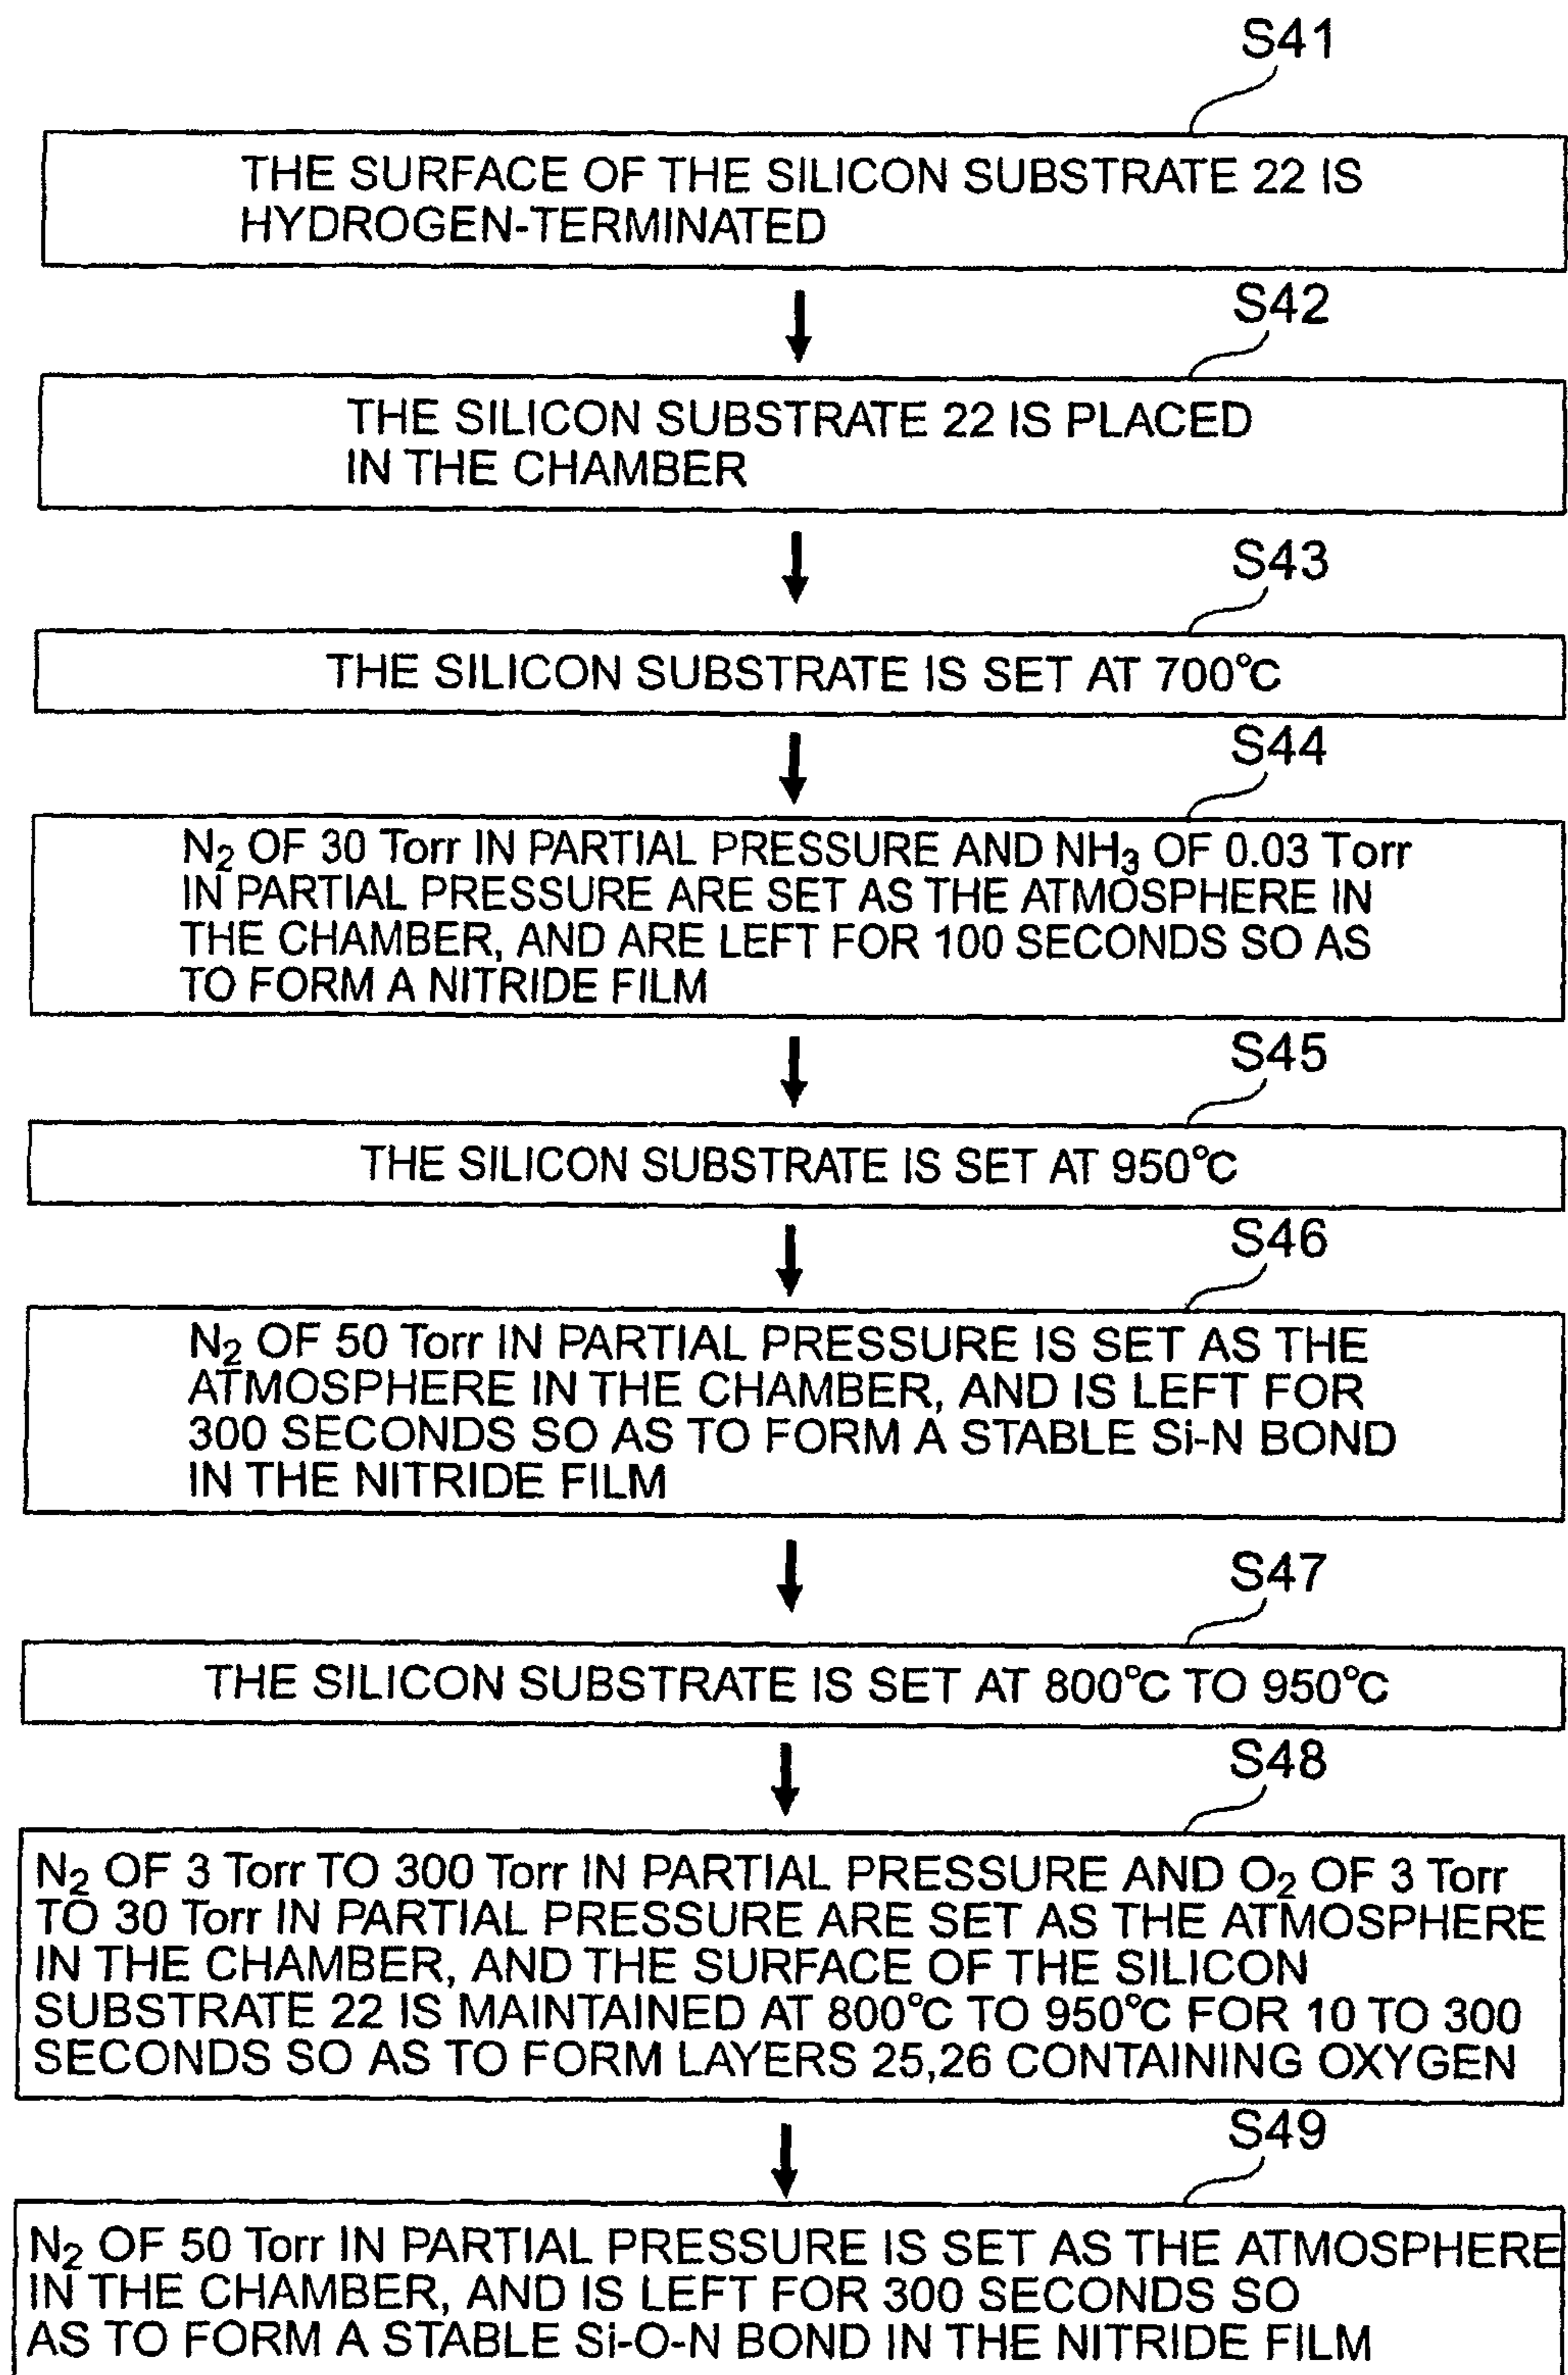 S41
THE SURFACE OF THE SILICON SUBSTRATE 22 IS
HYDROGEN-TERMINATED
S42
THE SILICON SUBSTRATE 22 IS PLACED
IN THE CHAMBER
S43
THE SILICON SUBSTRATE IS SET AT 700°C
S44
N₂ OF 30 Torr IN PARTIAL PRESSURE AND NH₃ OF 0.03 Torr
IN PARTIAL PRESSURE ARE SET AS THE ATMOSPHERE IN
THE CHAMBER, AND ARE LEFT FOR 100 SECONDS SO AS
TO FORM A NITRIDE FILM
S45
THE SILICON SUBSTRATE IS SET AT 950°C
S46
N₂ OF 50 Torr IN PARTIAL PRESSURE IS SET AS THE
ATMOSPHERE IN THE CHAMBER, AND IS LEFT FOR
300 SECONDS SO AS TO FORM A STABLE Si-N BOND
IN THE NITRIDE FILM
S47
THE SILICON SUBSTRATE IS SET AT 800°C TO 950°C
S48
N₂ OF 3 Torr TO 300 Torr IN PARTIAL PRESSURE AND O₂ OF 3 Torr
TO 30 Torr IN PARTIAL PRESSURE ARE SET AS THE ATMOSPHERE
IN THE CHAMBER, AND THE SURFACE OF THE SILICON
SUBSTRATE 22 IS MAINTAINED AT 800°C TO 950°C FOR 10 TO 300
SECONDS SO AS TO FORM LAYERS 25,26 CONTAINING OXYGEN
S49
N₂ OF 50 Torr IN PARTIAL PRESSURE IS SET AS THE ATMOSPHERE
IN THE CHAMBER, AND IS LEFT FOR 300 SECONDS SO
AS TO FORM A STABLE Si-O-N BOND IN THE NITRIDE FILM